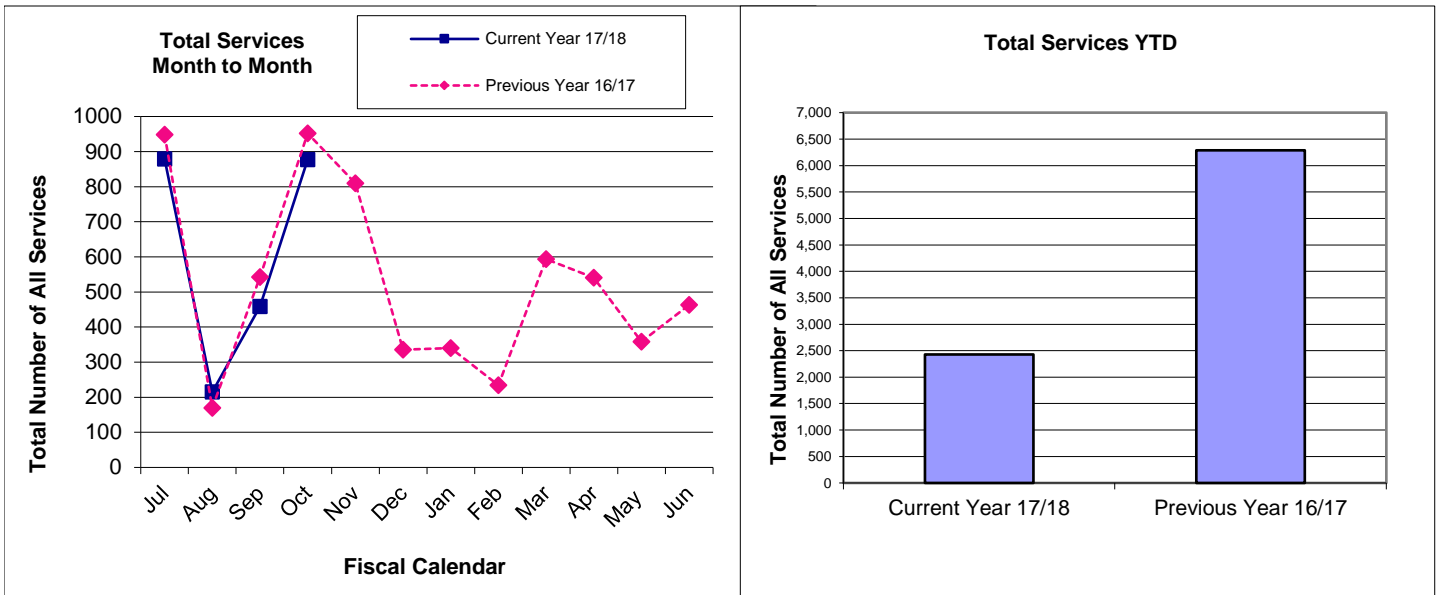 Total Services
Month to Month
Current Year 17/18
Previous Year 16/17
Total Number of All Services
1000
900
800
700
600
500
400
300
200
100
0
Jul
Aug
Sep
Oct
Nov
Dec
Jan
Feb
Mar
Apr
May
Jun
Fiscal Calendar
Total Services YTD
Total Number of All Services
7,000
6,500
6,000
5,500
5,000
4,500
4,000
3,500
3,000
2,500
2,000
1,500
1,000
500
0
Current Year 17/18
Previous Year 16/17